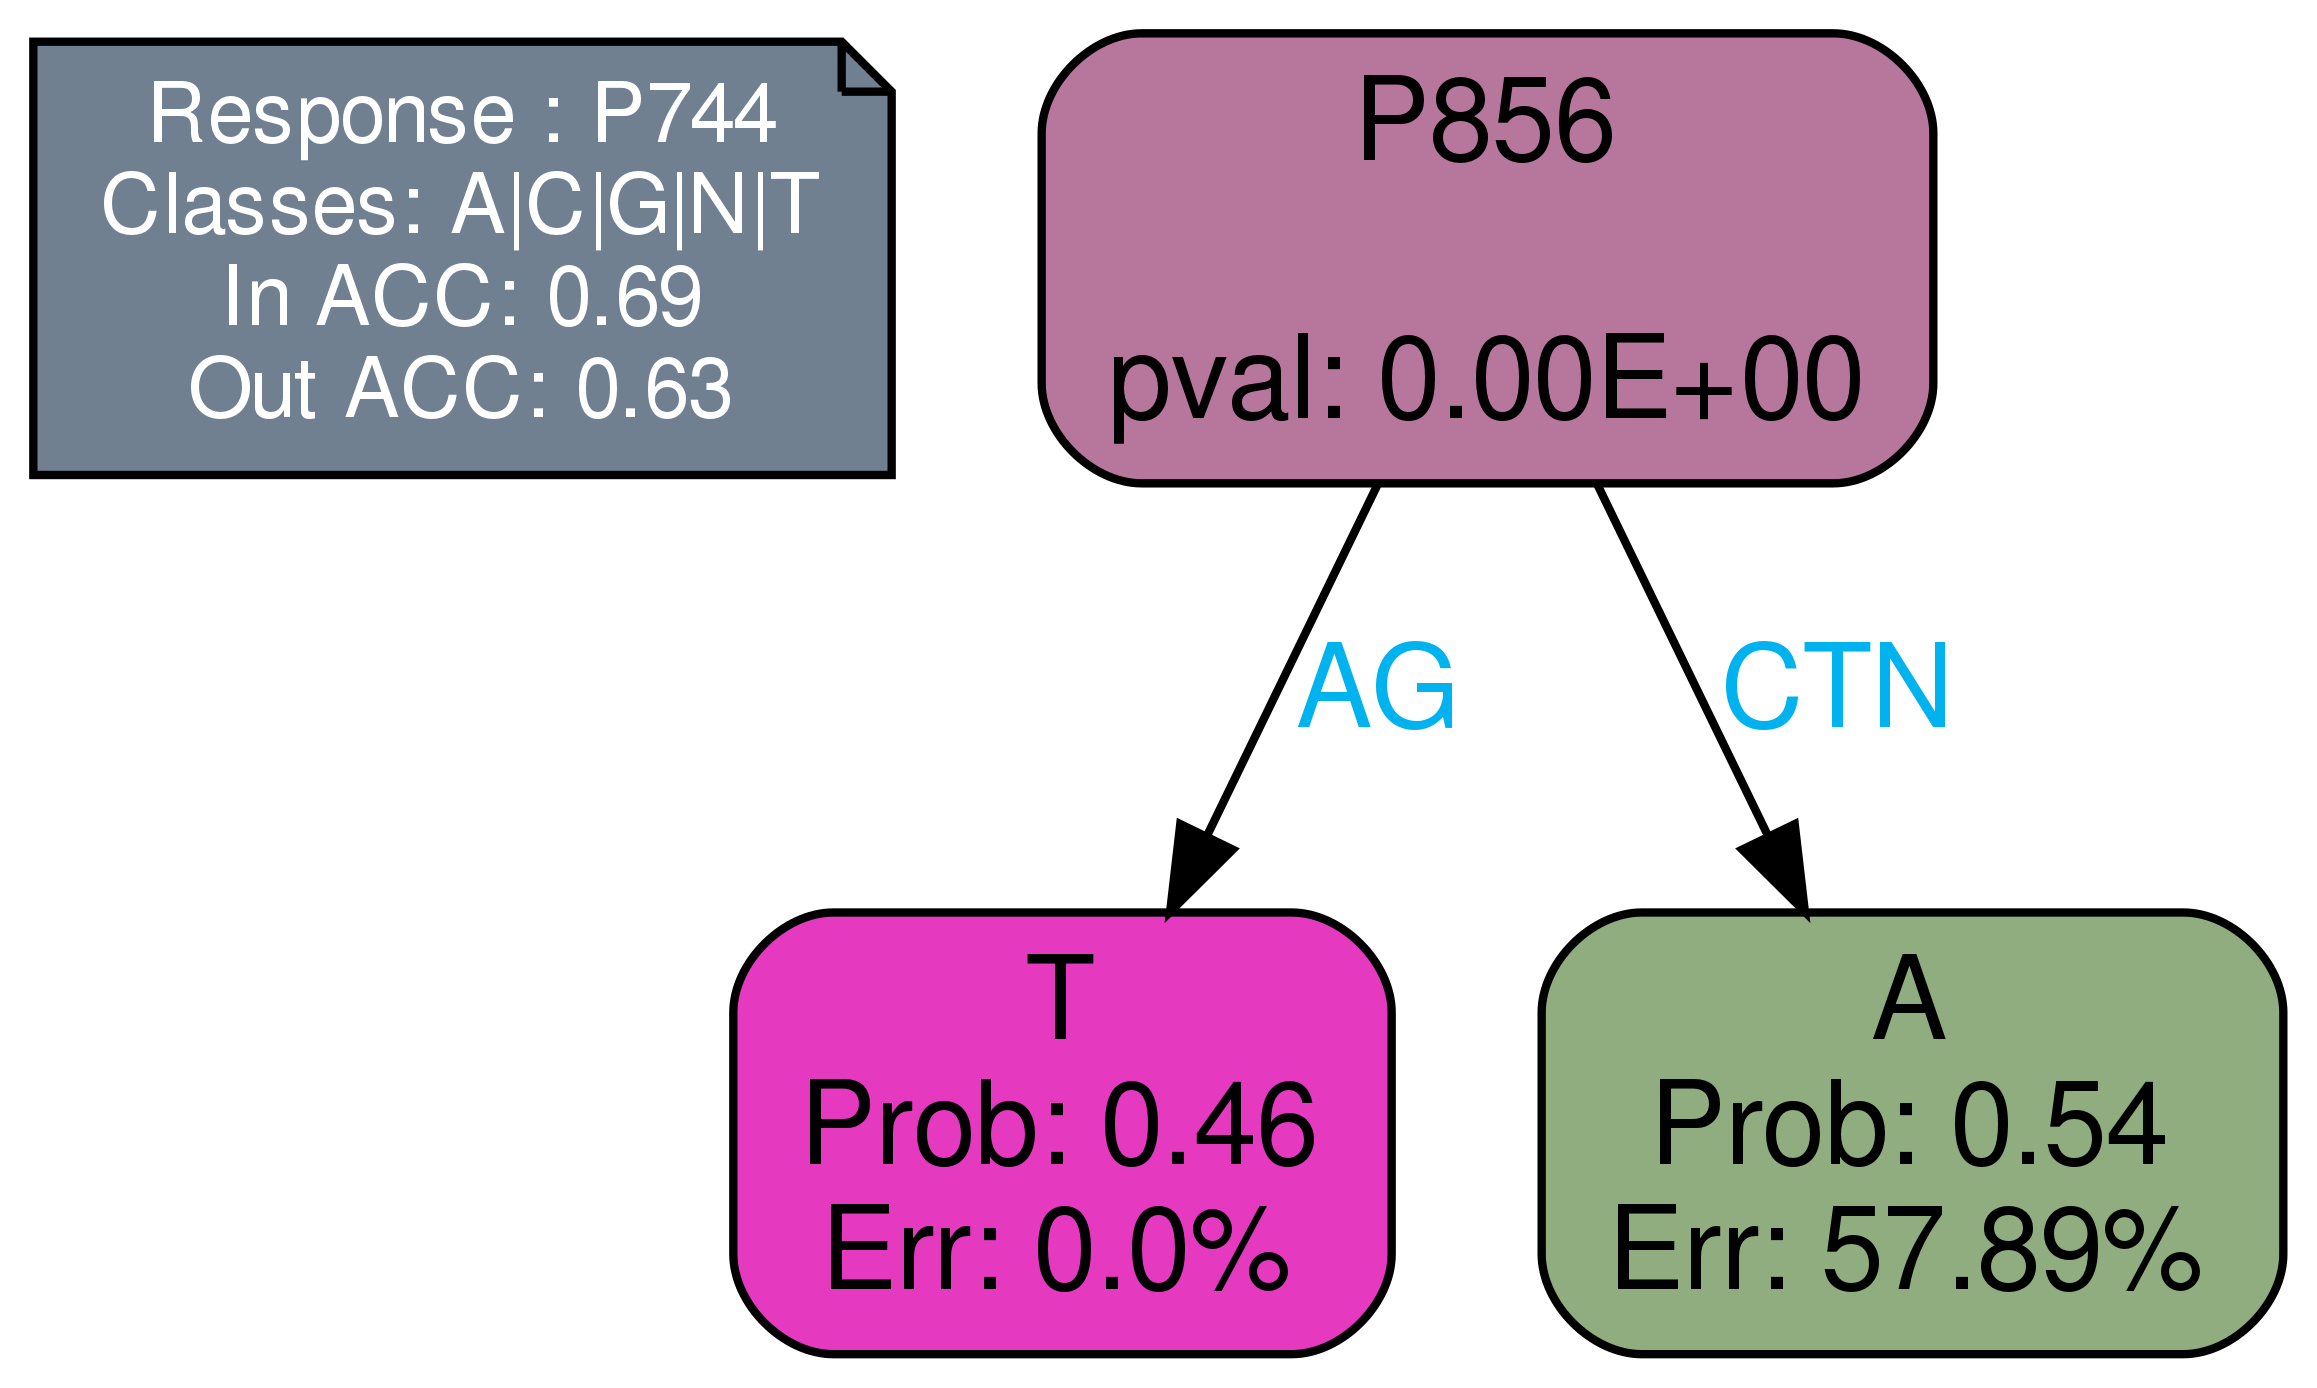 Response : P744
Classes: A|C|G|N|T
In ACC: 0.69
Out ACC: 0.63
P856
pval: 0.00E+00
AG
CTN
T
Prob: 0.46
Err: 0.0%
A
Prob: 0.54
Err: 57.89%